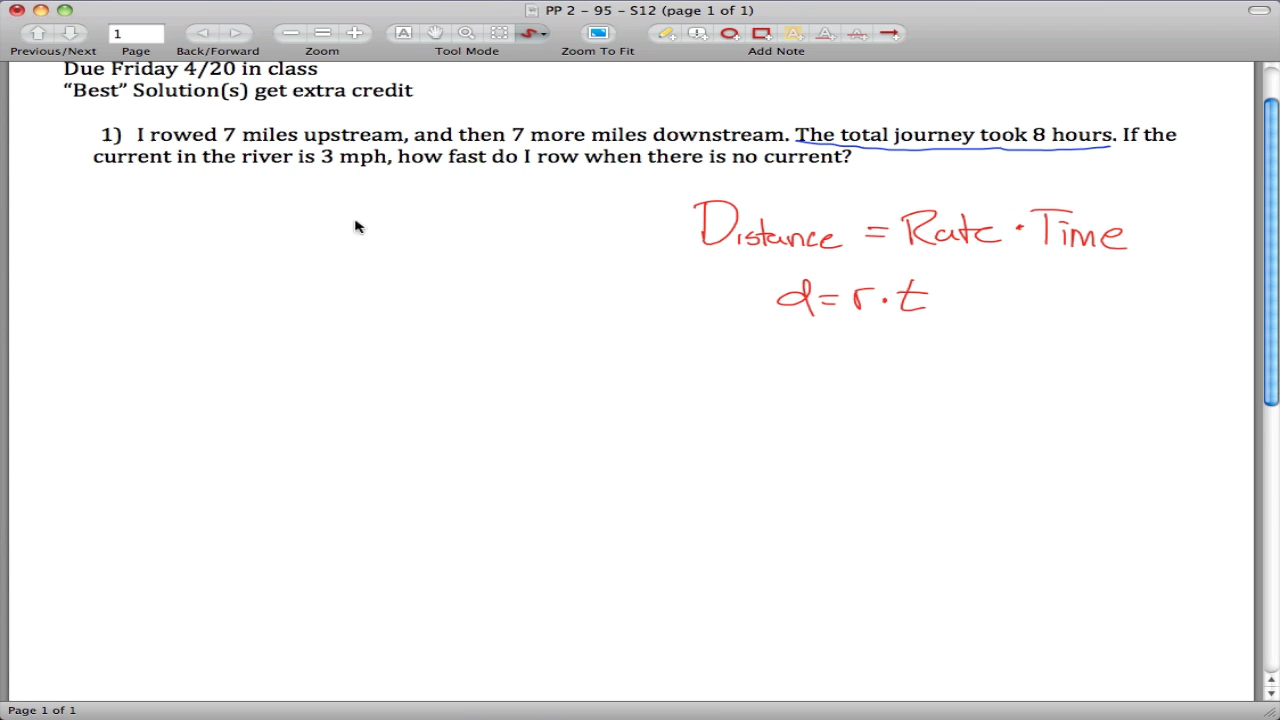 PP 2 – 95 – S12 (page 1 of 1)
1
Previous/Next Page Back/Forward Zoom Tool Mode Zoom To Fit Add Note
Due Friday 4/20 in class
“Best” Solution(s) get extra credit
1) I rowed 7 miles upstream, and then 7 more miles downstream. The total journey took 8 hours. If the
current in the river is 3 mph, how fast do I row when there is no current?
Distance = Rate · Time
d = r · t
Page 1 of 1